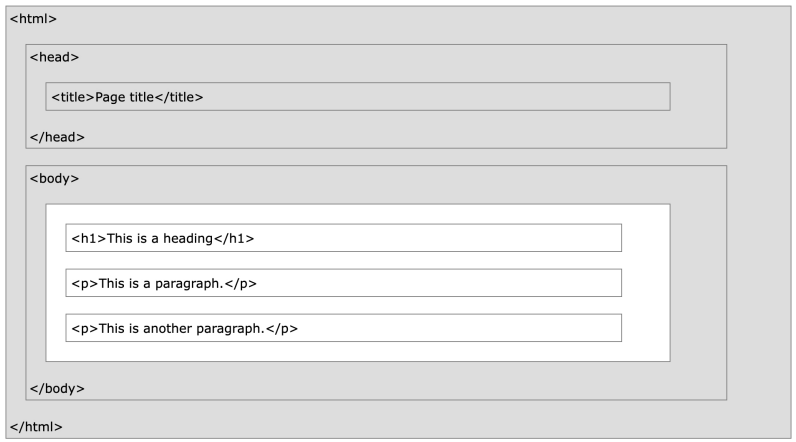 <html>
<head>
<title>Page title</title>
</head>
<body>
<h1>This is a heading</h1>
<p>This is a paragraph.</p>
<p>This is another paragraph.</p>
</body>
</html>